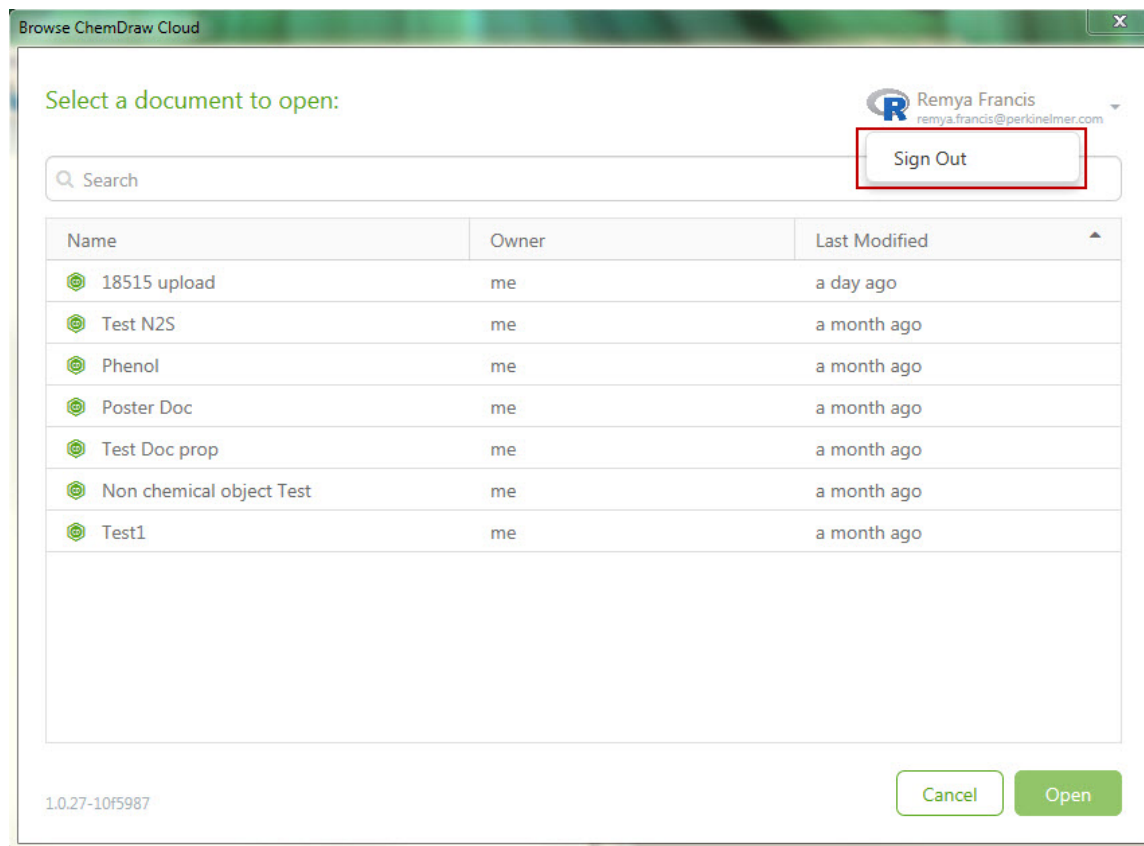 Browse ChemDraw Cloud
x
Select a document to open:
R
Remya Francis
remya.francis@perkinelmer.com
Sign Out
Search
Name Owner Last Modified
18515 upload me a day ago
Test N2S me a month ago
Phenol me a month ago
Poster Doc me a month ago
Test Doc prop me a month ago
Non chemical object Test me a month ago
Test1 me a month ago
1.0.27-10f5987
Cancel Open